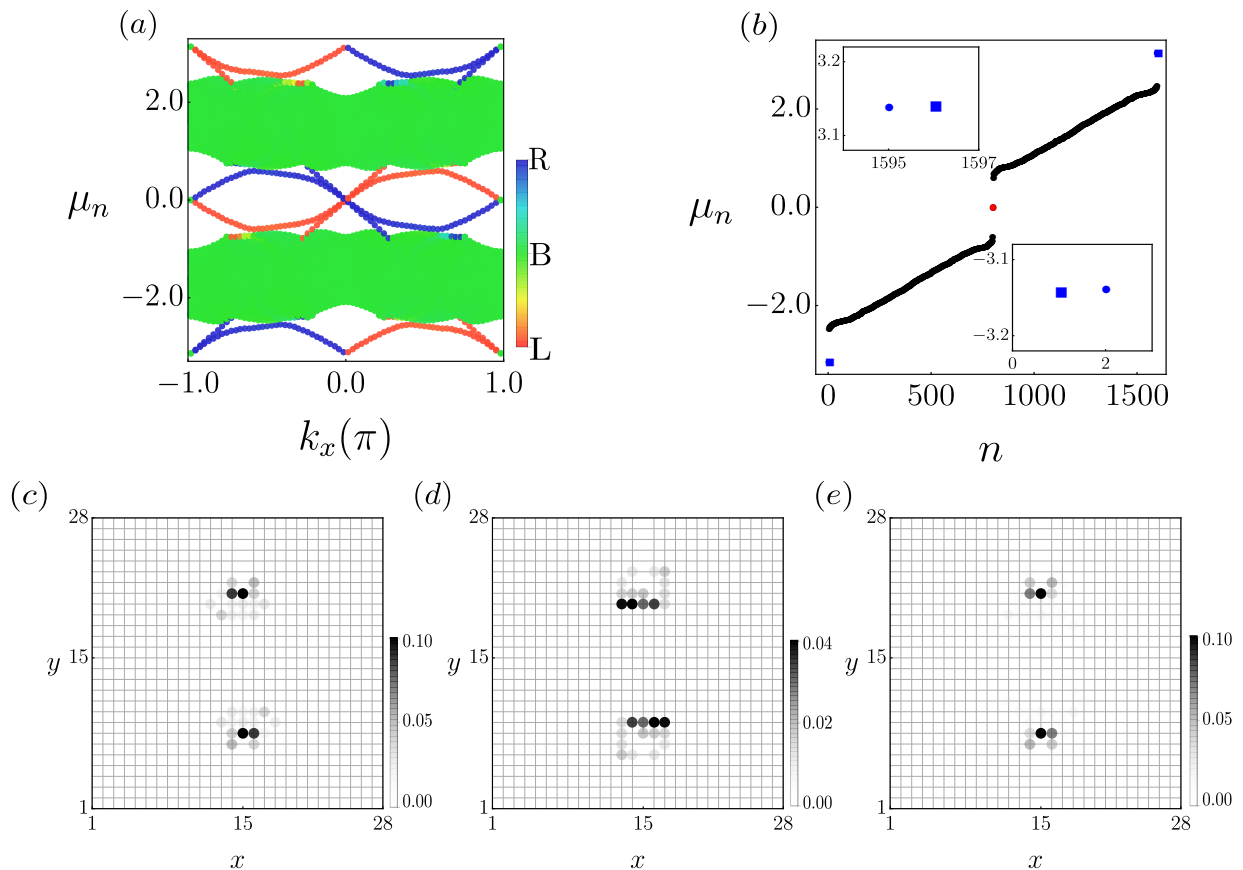 (a)
(b)
μn
2.0
0.0
−2.0
−1.0 0.0 1.0
kx(π)
R
B
L
μn
2.0
0.0
−2.0
0 500 1000 1500
n
3.2
3.1
1595 1597
−3.1
−3.2
0 2
(c) (d) (e)
28
15
1
y
1 15 28
x
0.10
0.05
0.00
28
15
1
y
1 15 28
x
0.04
0.02
0.00
28
15
1
y
1 15 28
x
0.10
0.05
0.00